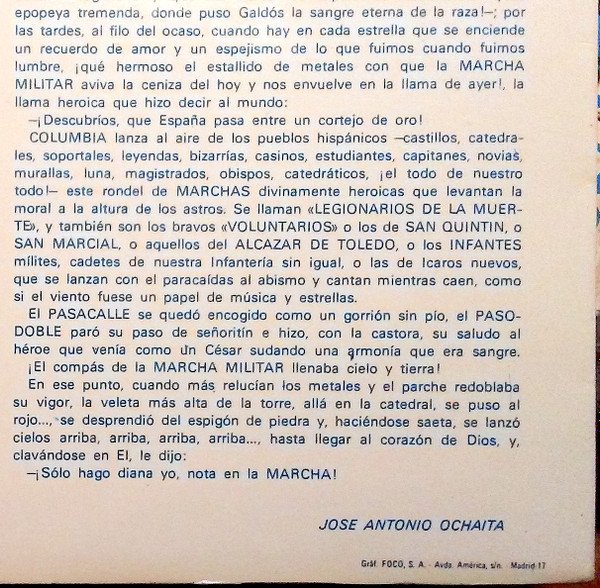 epopeya tremenda, donde puso Galdós la sangre eterna de la raza!—; por
las tardes, al filo del ocaso, cuando hay en cada estrella que se enciende
un recuerdo de amor y un espejismo de lo que fuimos cuando fuimos
lumbre, ¡qué hermoso el estallido de metales con que la MARCHA
MILITAR aviva la ceniza del hoy y nos envuelve en la llama de ayer!, la
llama heroica que hizo decir al mundo:
—¡Descubríos, que España pasa entre un cortejo de oro!
COLUMBIA lanza al aire de los pueblos hispánicos —castillos, catedra-
les, soportales, leyendas, bizarrías, casinos, estudiantes, capitanes, novias,
murallas, luna, magistrados, obispos, catedráticos, ¡el todo de nuestro
todo!— este rondel de MARCHAS divinamente heroicas que levantan la
moral a la altura de los astros. Se llaman «LEGIONARIOS DE LA MUER-
TE», y también son los bravos «VOLUNTARIOS» o los de SAN QUINTIN, o
SAN MARCIAL, o aquellos del ALCAZAR DE TOLEDO, o los INFANTES
mílites, cadetes de nuestra Infantería sin igual, o las de Icaros nuevos,
que se lanzan con el paracaídas al abismo y cantan mientras caen, como
si el viento fuese un papel de música y estrellas.
El PASACALLE se quedó encogido como un gorrión sin pío, el PASO-
DOBLE paró su paso de señoritín e hizo, con la castora, su saludo al
héroe que venía como un César sudando una armonía que era sangre.
¡El compás de la MARCHA MILITAR llenaba cielo y tierra!
En ese punto, cuando más relucían los metales y el parche redoblaba
su vigor, la veleta más alta de la torre, allá en la catedral, se puso al
rojo..., se desprendió del espigón de piedra y, haciéndose saeta, se lanzó
cielos arriba, arriba, arriba, arriba..., hasta llegar al corazón de Dios, y,
clavándose en El, le dijo:
—¡Sólo hago diana yo, nota en la MARCHA!
JOSE ANTONIO OCHAITA
Gráf. FOCO, S. A. - Avda. América, s/n. Madrid-17